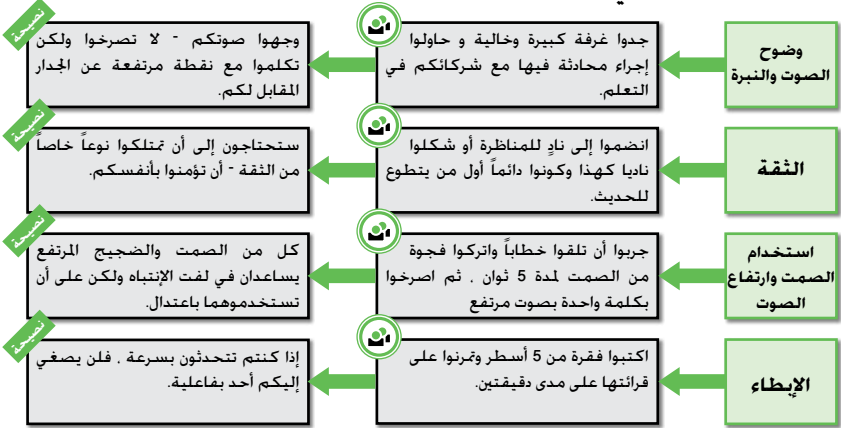 وضوح
الصوت والنبرة
جدوا غرفة كبيرة وخالية و حاولوا
إجراء محادثة فيها مع شركائكم في
التعلم.
نصيحة
وجهوا صوتكم - لا تصرخوا ولكن
تكلموا مع نقطة مرتفعة عن الجدار
المقابل لكم.
الثقة
انضموا إلى نادٍ للمناظرة أو شكلوا
ناديا كهذا وكونوا دائماً أول من يتطوع
للحديث.
نصيحة
ستحتاجون إلى أن تمتلكوا نوعاً خاصاً
من الثقة - أن تؤمنوا بأنفسكم.
استخدام
الصمت وارتفاع
الصوت
جربوا أن تلقوا خطاباً واتركوا فجوة
من الصمت لمدة 5 ثوان . ثم اصرخوا
بكلمة واحدة بصوت مرتفع
نصيحة
كل من الصمت والضجيج المرتفع
يساعدان في لفت الإنتباه ولكن على أن
تستخدموهما باعتدال.
الإبطاء
اكتبوا فقرة من 5 أسطر وتمرنوا على
قرائتها على مدى دقيقتين.
نصيحة
إذا كنتم تتحدثون بسرعة . فلن يصغي
إليكم أحد بفاعلية.